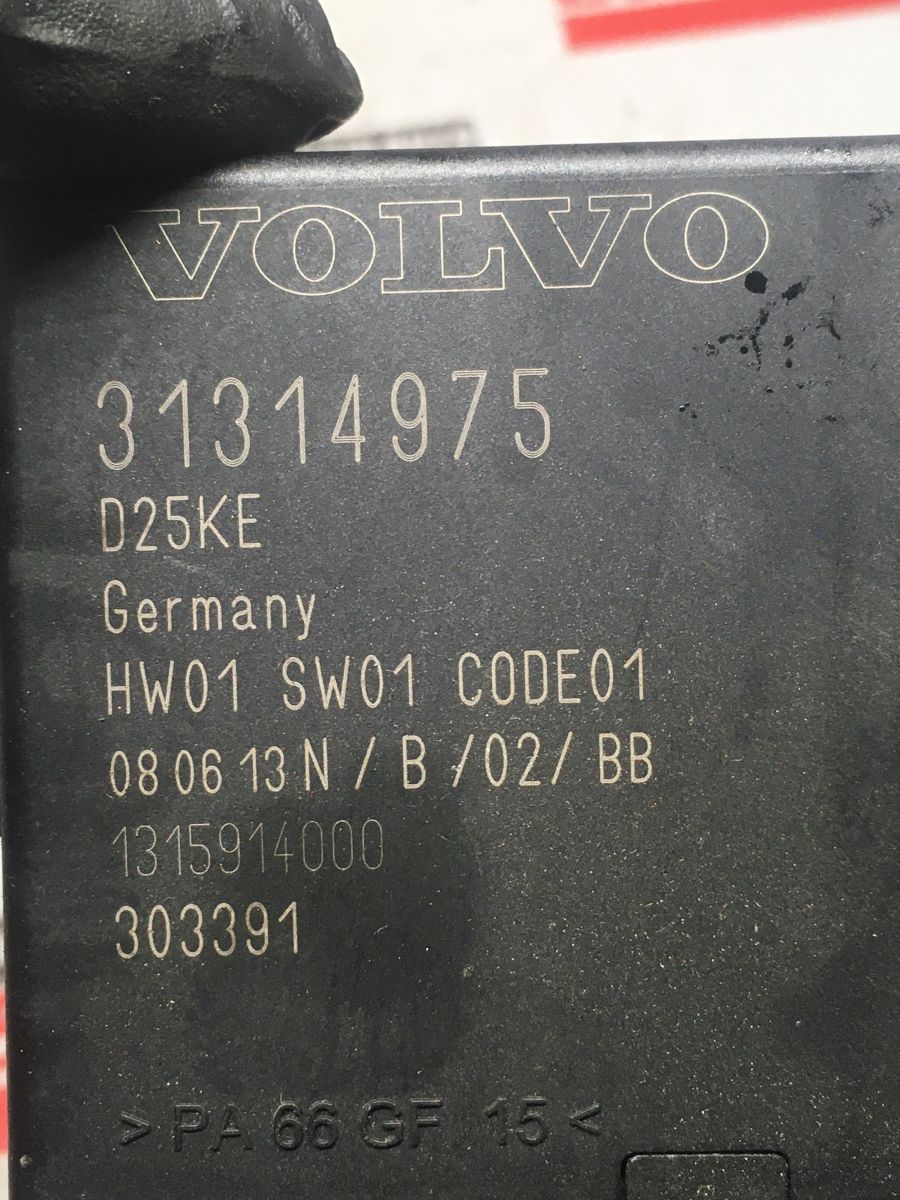 VOLVO
31314975
D25KE
Germany
HW01 SW01 CODE01
08 06 13 N / B /02/ BB
1315914000
303391
> PA 66 GF 15 <